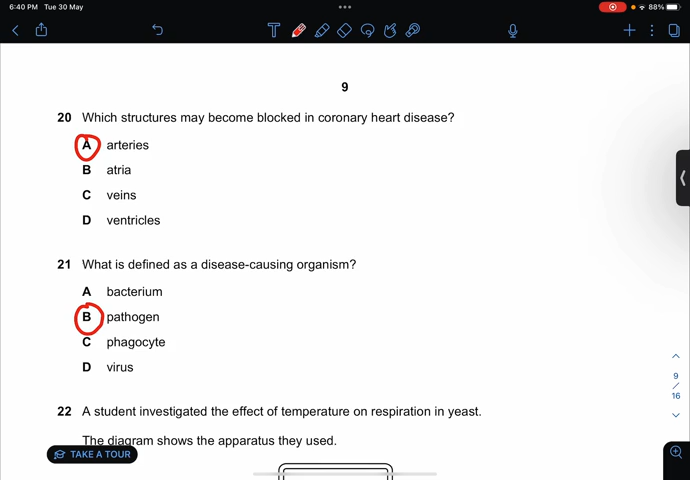 6:40 PM Tue 30 May
88%
T
9
20 Which structures may become blocked in coronary heart disease?
A arteries
B atria
C veins
D ventricles
21 What is defined as a disease-causing organism?
A bacterium
B pathogen
C phagocyte
D virus
9
/
16
22 A student investigated the effect of temperature on respiration in yeast.
The diagram shows the apparatus they used.
TAKE A TOUR